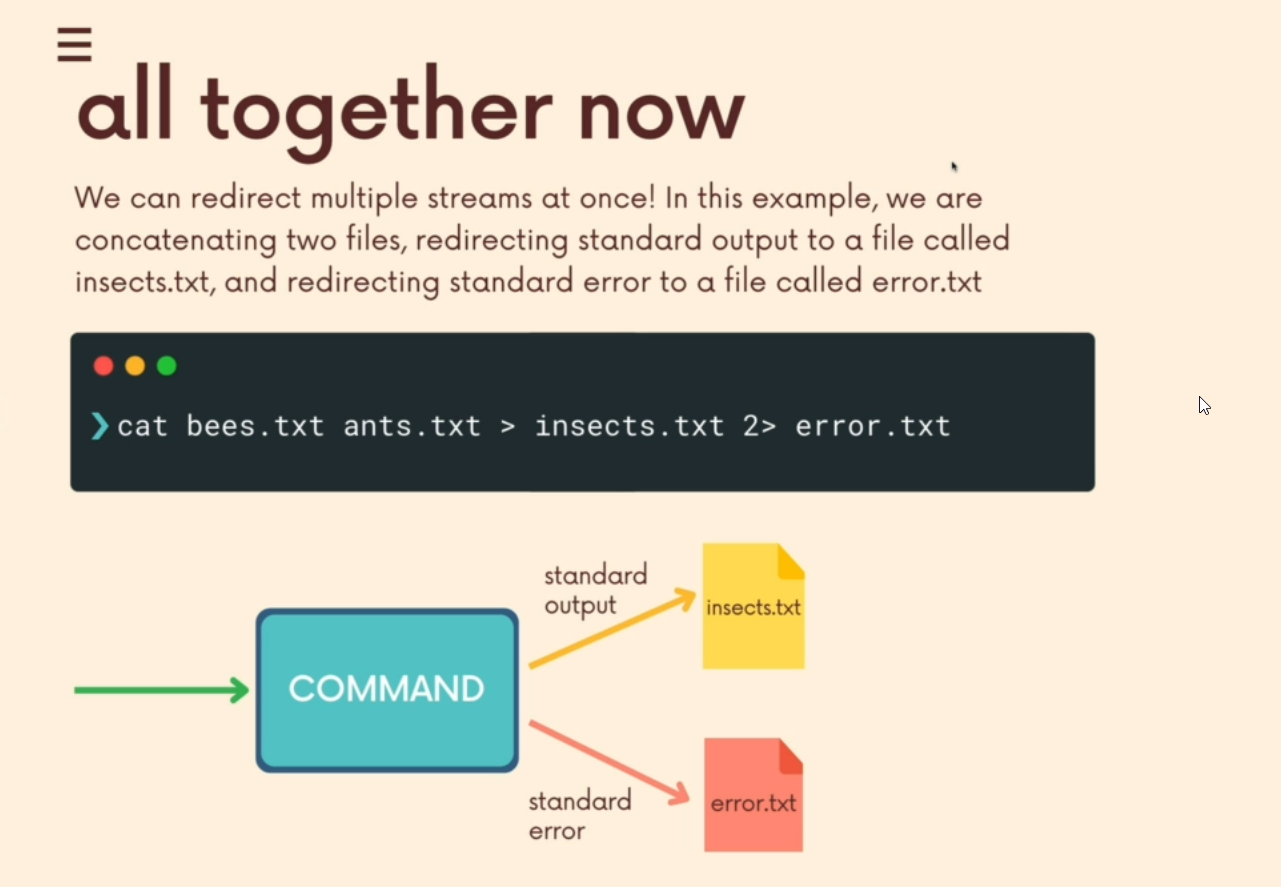 all together now
We can redirect multiple streams at once! In this example, we are
concatenating two files, redirecting standard output to a file called
insects.txt, and redirecting standard error to a file called error.txt
❯ cat bees.txt ants.txt > insects.txt 2> error.txt
standard
output
insects.txt
COMMAND
standard
error
error.txt